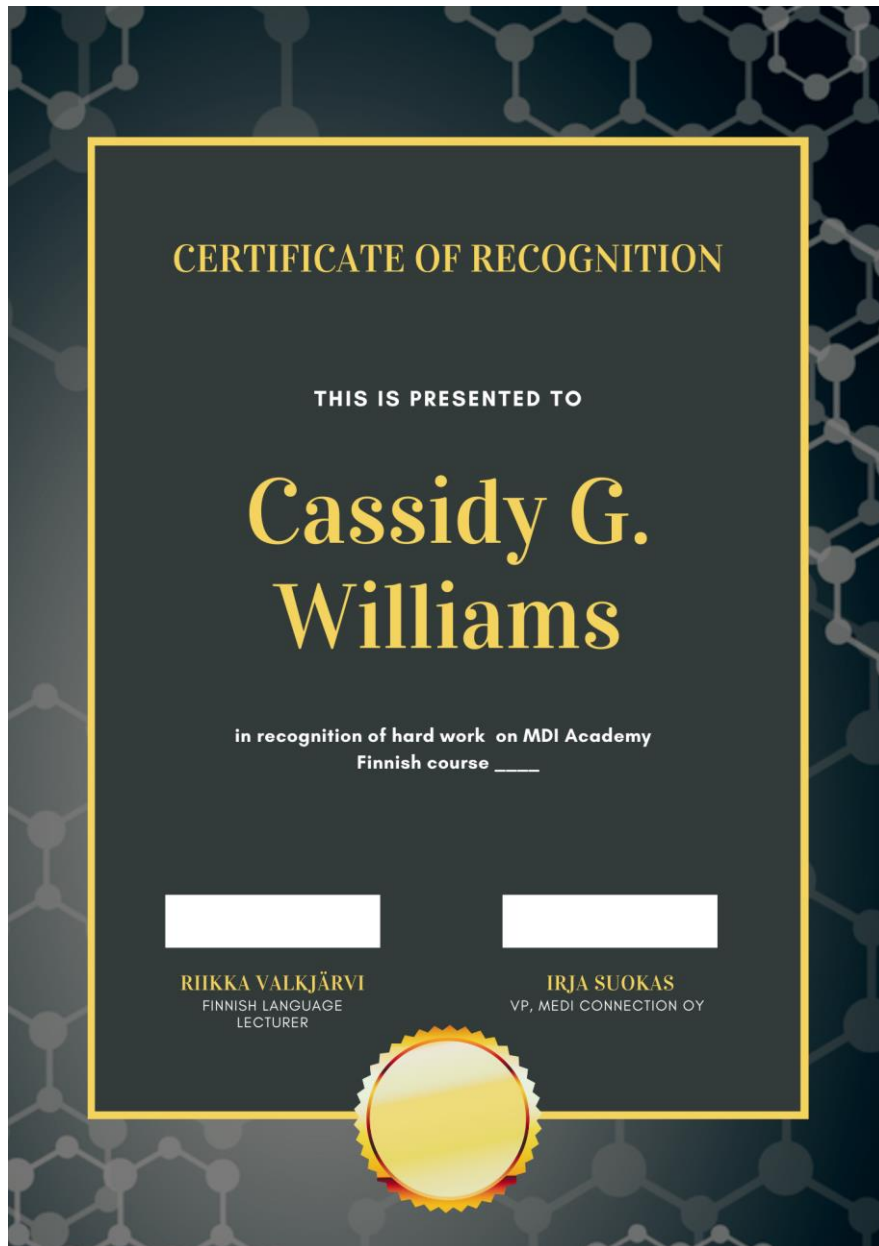 CERTIFICATE OF RECOGNITION
THIS IS PRESENTED TO
Cassidy G.
Williams
in recognition of hard work on MDI Academy
Finnish course ____
RIIKKA VALKJÄRVI
FINNISH LANGUAGE
LECTURER
IRJA SUOKAS
VP, MEDI CONNECTION OY